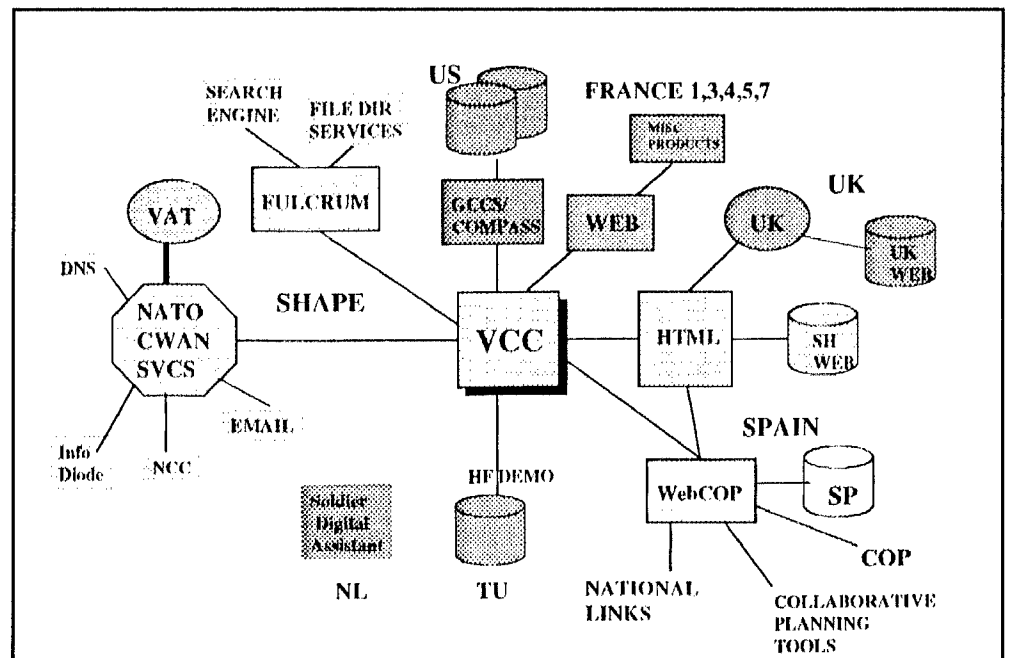 US
FRANCE 1,3,4,5,7
SEARCH
ENGINE
FILE DIR
SERVICES
MISC
PRODUCTS
FULCRUM
GCCS/
COMPASS
WEB
UK
UK
UK
WEB
VAT
DNS
NATO
CWAN
SVCS
SHAPE
VCC
HTML
SH
WEB
EMAIL
Info
Diode
NCC
SPAIN
HF DEMO
WebCOP
SP
Soldier
Digital
Assistant
NL
TU
COP
NATIONAL
LINKS
COLLABORATIVE
PLANNING
TOOLS